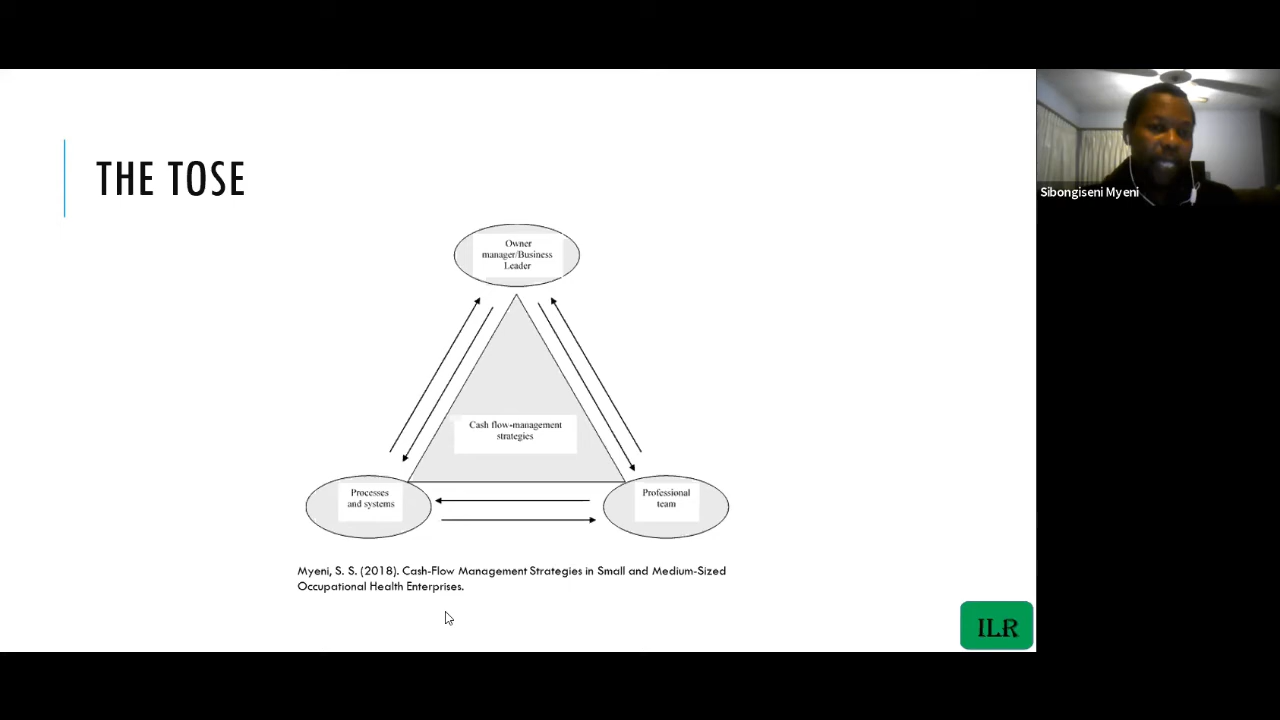 THE TOSE
Owner
manager/Business
Leader
Cash flow-management
strategies
Processes
and systems
Professional
team
Myeni, S. S. (2018). Cash-Flow Management Strategies in Small and Medium-Sized
Occupational Health Enterprises.
ILR
Sibongiseni Myeni